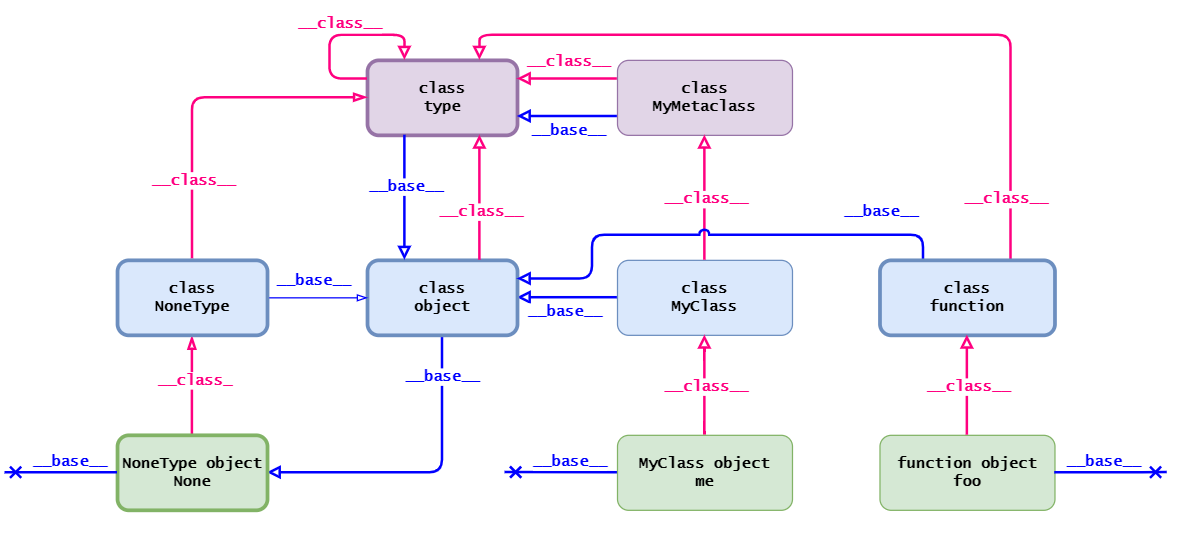 __class__
class
type
__class__
class
MyMetaclass
__base__
__class__
__base__
__class__
__class__
__class__
__base__
class
NoneType
__base__
class
object
__base__
class
MyClass
class
function
__class_
__base__
__class__
__class__
__base__
NoneType object
None
__base__
MyClass object
me
function object
foo
__base__